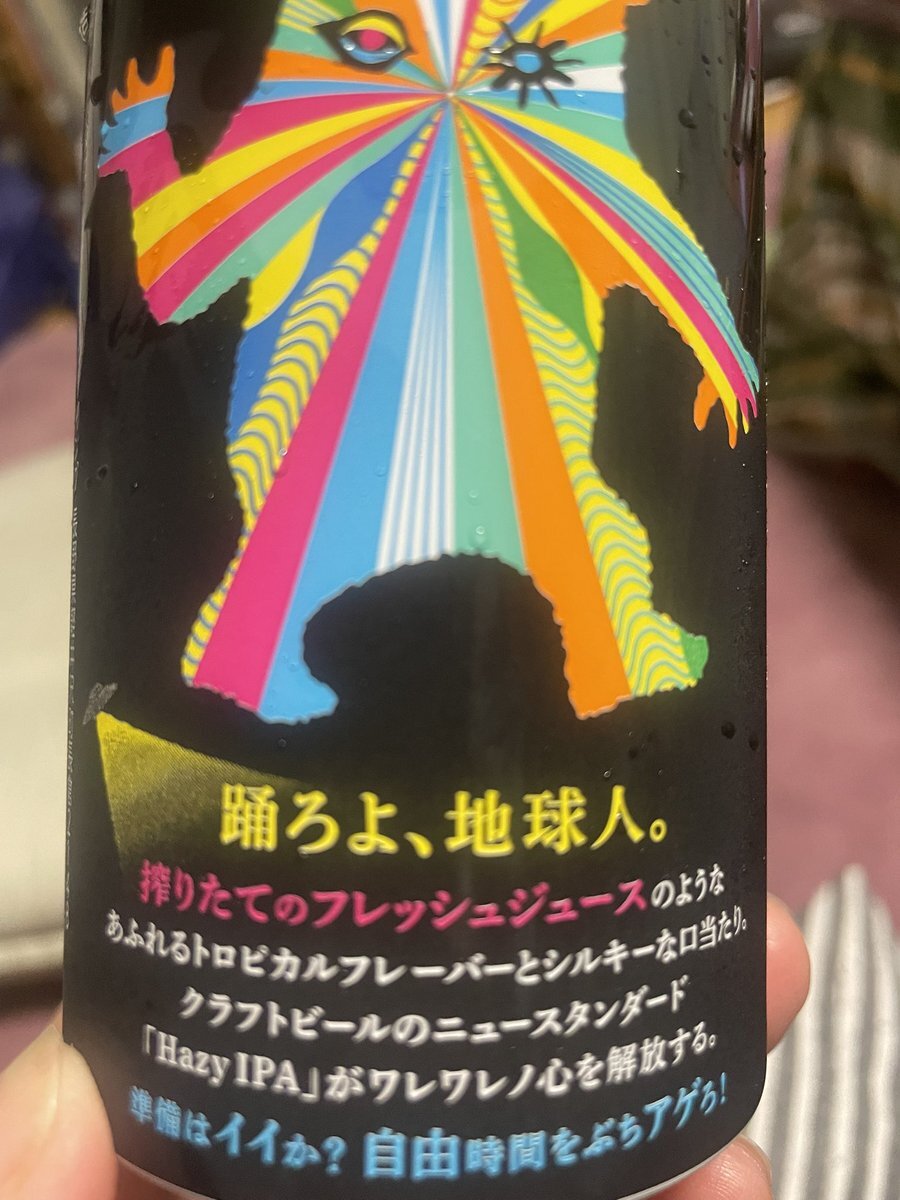 踊ろよ、地球人。
搾りたてのフレッシュジュースのような
あふれるトロピカルフレーバーとシルキーな口当たり。
クラフトビールのニュースタンダード
「Hazy IPA」がワレワレノ心を解放する。
準備はイイか？自由時間をぶちアゲろ！